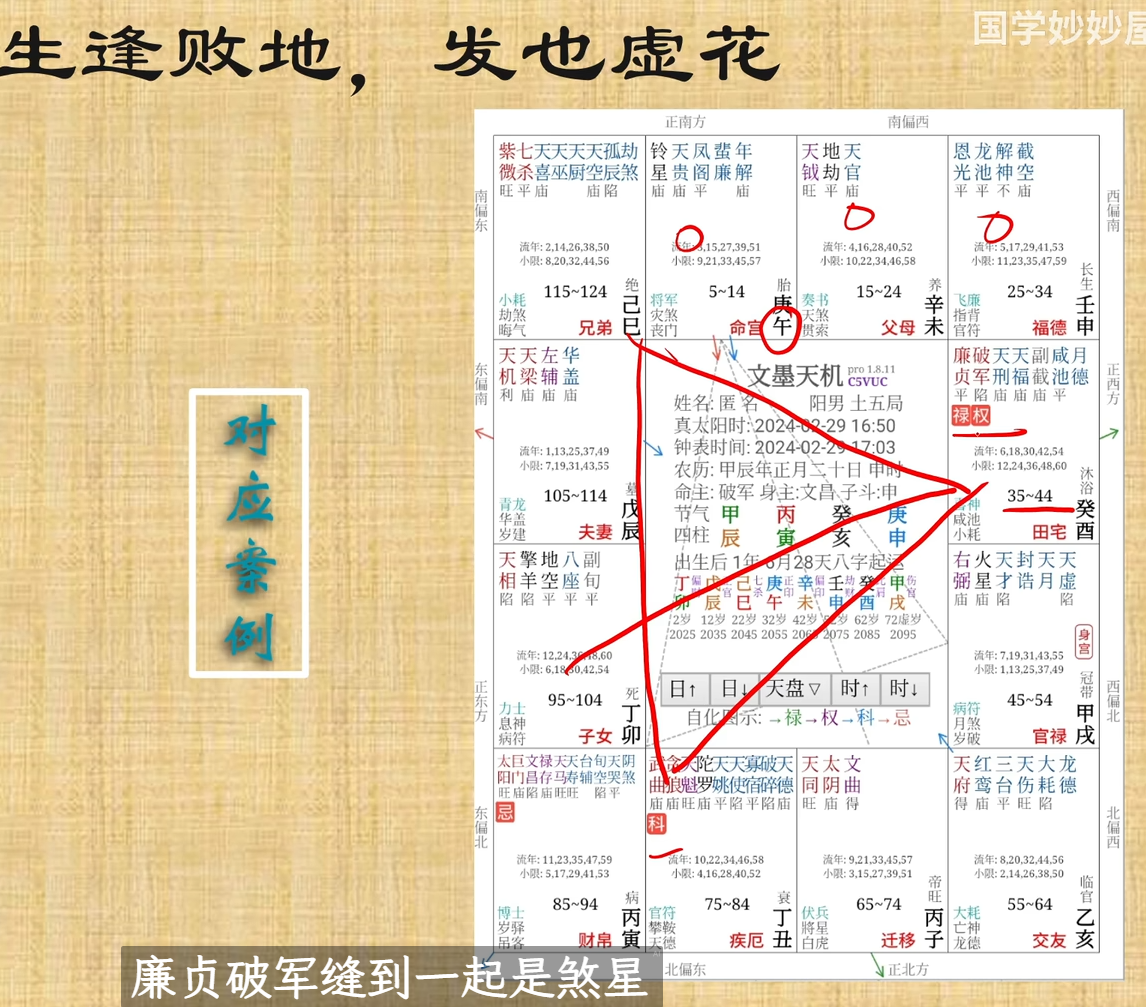 国学妙妙屋
生逢败地，发也虚花
对应案例
正南方
南偏西
南偏东
紫七天天天天孤劫
微杀喜巫厨空辰煞
旺平庙 庙陷
流年: 2,14,26,38,50
小限: 8,20,32,44,56
小耗
劫煞
晦气
115~124
兄弟
绝
己巳
铃天凤蜚年
星贵阁廉解
庙庙平 庙
流年: 3,15,27,39,51
小限: 9,21,33,45,57
将军
灾煞
丧门
5~14
命宫
胎
庚午
天地天
钺劫官
旺平庙
流年: 4,16,28,40,52
小限: 10,22,34,46,58
奏书
天煞
贯索
15~24
父母
养
辛未
恩龙解截
光池神空
平平不庙
流年: 5,17,29,41,53
小限: 11,23,35,47,59
飞廉
指背
官符
25~34
福德
长生
壬申
西偏南
东偏南
天天左华
机梁辅盖
利庙庙庙
流年: 1,13,25,37,49
小限: 7,19,31,43,55
青龙
华盖
岁建
105~114
夫妻
墓
戊辰
文墨天机 pro 1.8.11
C5VUC
姓名: 匿名 阳男 土五局
真太阳时: 2024-02-29 16:50
钟表时间: 2024-02-29 17:03
农历: 甲辰年正月二十日 申时
命主: 破军 身主:文昌 子斗:申
节气 甲 丙 癸 庚
四柱 辰 寅 亥 申
出生后 1年 6月28天八字起运
丁戊己庚辛壬癸甲
卯辰巳午未申酉戌
2岁 12岁 22岁 32岁 42岁 52岁 62岁 72虚岁
2025 2035 2045 2055 2065 2075 2085 2095
日↑ 日↓ 天盘▽ 时↑ 时↓
自化图示: →禄→权→科→忌
廉破天天副咸月
贞军刑福截池德
平陷庙庙庙平
禄权
流年: 6,18,30,42,54
小限: 12,24,36,48,60
咸池
小耗
35~44
田宅
沐浴
癸酉
正西方
正东方
天擎地八副
相羊空座旬
陷陷平平平
流年: 12,24,36,48,60
小限: 6,18,30,42,54
力士
息神
病符
95~104
子女
死
丁卯
右火天封天天
弼星才诰月虚
庙庙陷 陷
流年: 7,19,31,43,55
小限: 1,13,25,37,49
身宫
病符
月煞
岁破
45~54
官禄
冠带
甲戌
西偏北
东偏北
太巨文禄天天台旬天阴
阳门昌存马寿辅空哭煞
旺庙陷庙旺旺 陷平
忌
流年: 11,23,35,47,59
小限: 5,17,29,41,53
博士
岁驿
吊客
85~94
财帛
病
丙寅
武贪天陀天天寡破天
曲狼魁罗姚使宿碎德
庙庙旺庙平陷平陷庙
科
流年: 10,22,34,46,58
小限: 4,16,28,40,52
官符
攀鞍
天德
75~84
疾厄
衰
丁丑
天太文
同阴曲
旺庙得
流年: 9,21,33,45,57
小限: 3,15,27,39,51
伏兵
將星
白虎
65~74
迁移
帝旺
丙子
天红三天大龙
府鸾台伤耗德
得庙平旺陷
流年: 8,20,32,44,56
小限: 2,14,26,38,50
大耗
亡神
龙德
55~64
交友
临官
乙亥
北偏西
北偏东
正北方
廉贞破军缝到一起是煞星